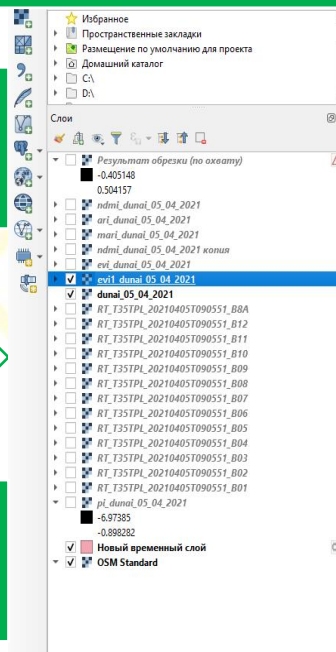 Избранное
Пространственные закладки
Размещение по умолчанию для проекта
Домашний каталог
C:\
D:\
Слои
Результат обрезки (по охвату)
-0.405148
0.504157
ndmi_dunai_05_04_2021
ari_dunai_05_04_2021
mari_dunai_05_04_2021
ndmi_dunai_05_04_2021 копия
evi_dunai_05_04_2021
evi1_dunai_05_04_2021
dunai_05_04_2021
RT_T35TPL_20210405T090551_B8A
RT_T35TPL_20210405T090551_B12
RT_T35TPL_20210405T090551_B11
RT_T35TPL_20210405T090551_B10
RT_T35TPL_20210405T090551_B09
RT_T35TPL_20210405T090551_B08
RT_T35TPL_20210405T090551_B07
RT_T35TPL_20210405T090551_B06
RT_T35TPL_20210405T090551_B05
RT_T35TPL_20210405T090551_B04
RT_T35TPL_20210405T090551_B03
RT_T35TPL_20210405T090551_B02
RT_T35TPL_20210405T090551_B01
pi_dunai_05_04_2021
-6.97385
-0.898282
Новый временный слой
OSM Standard